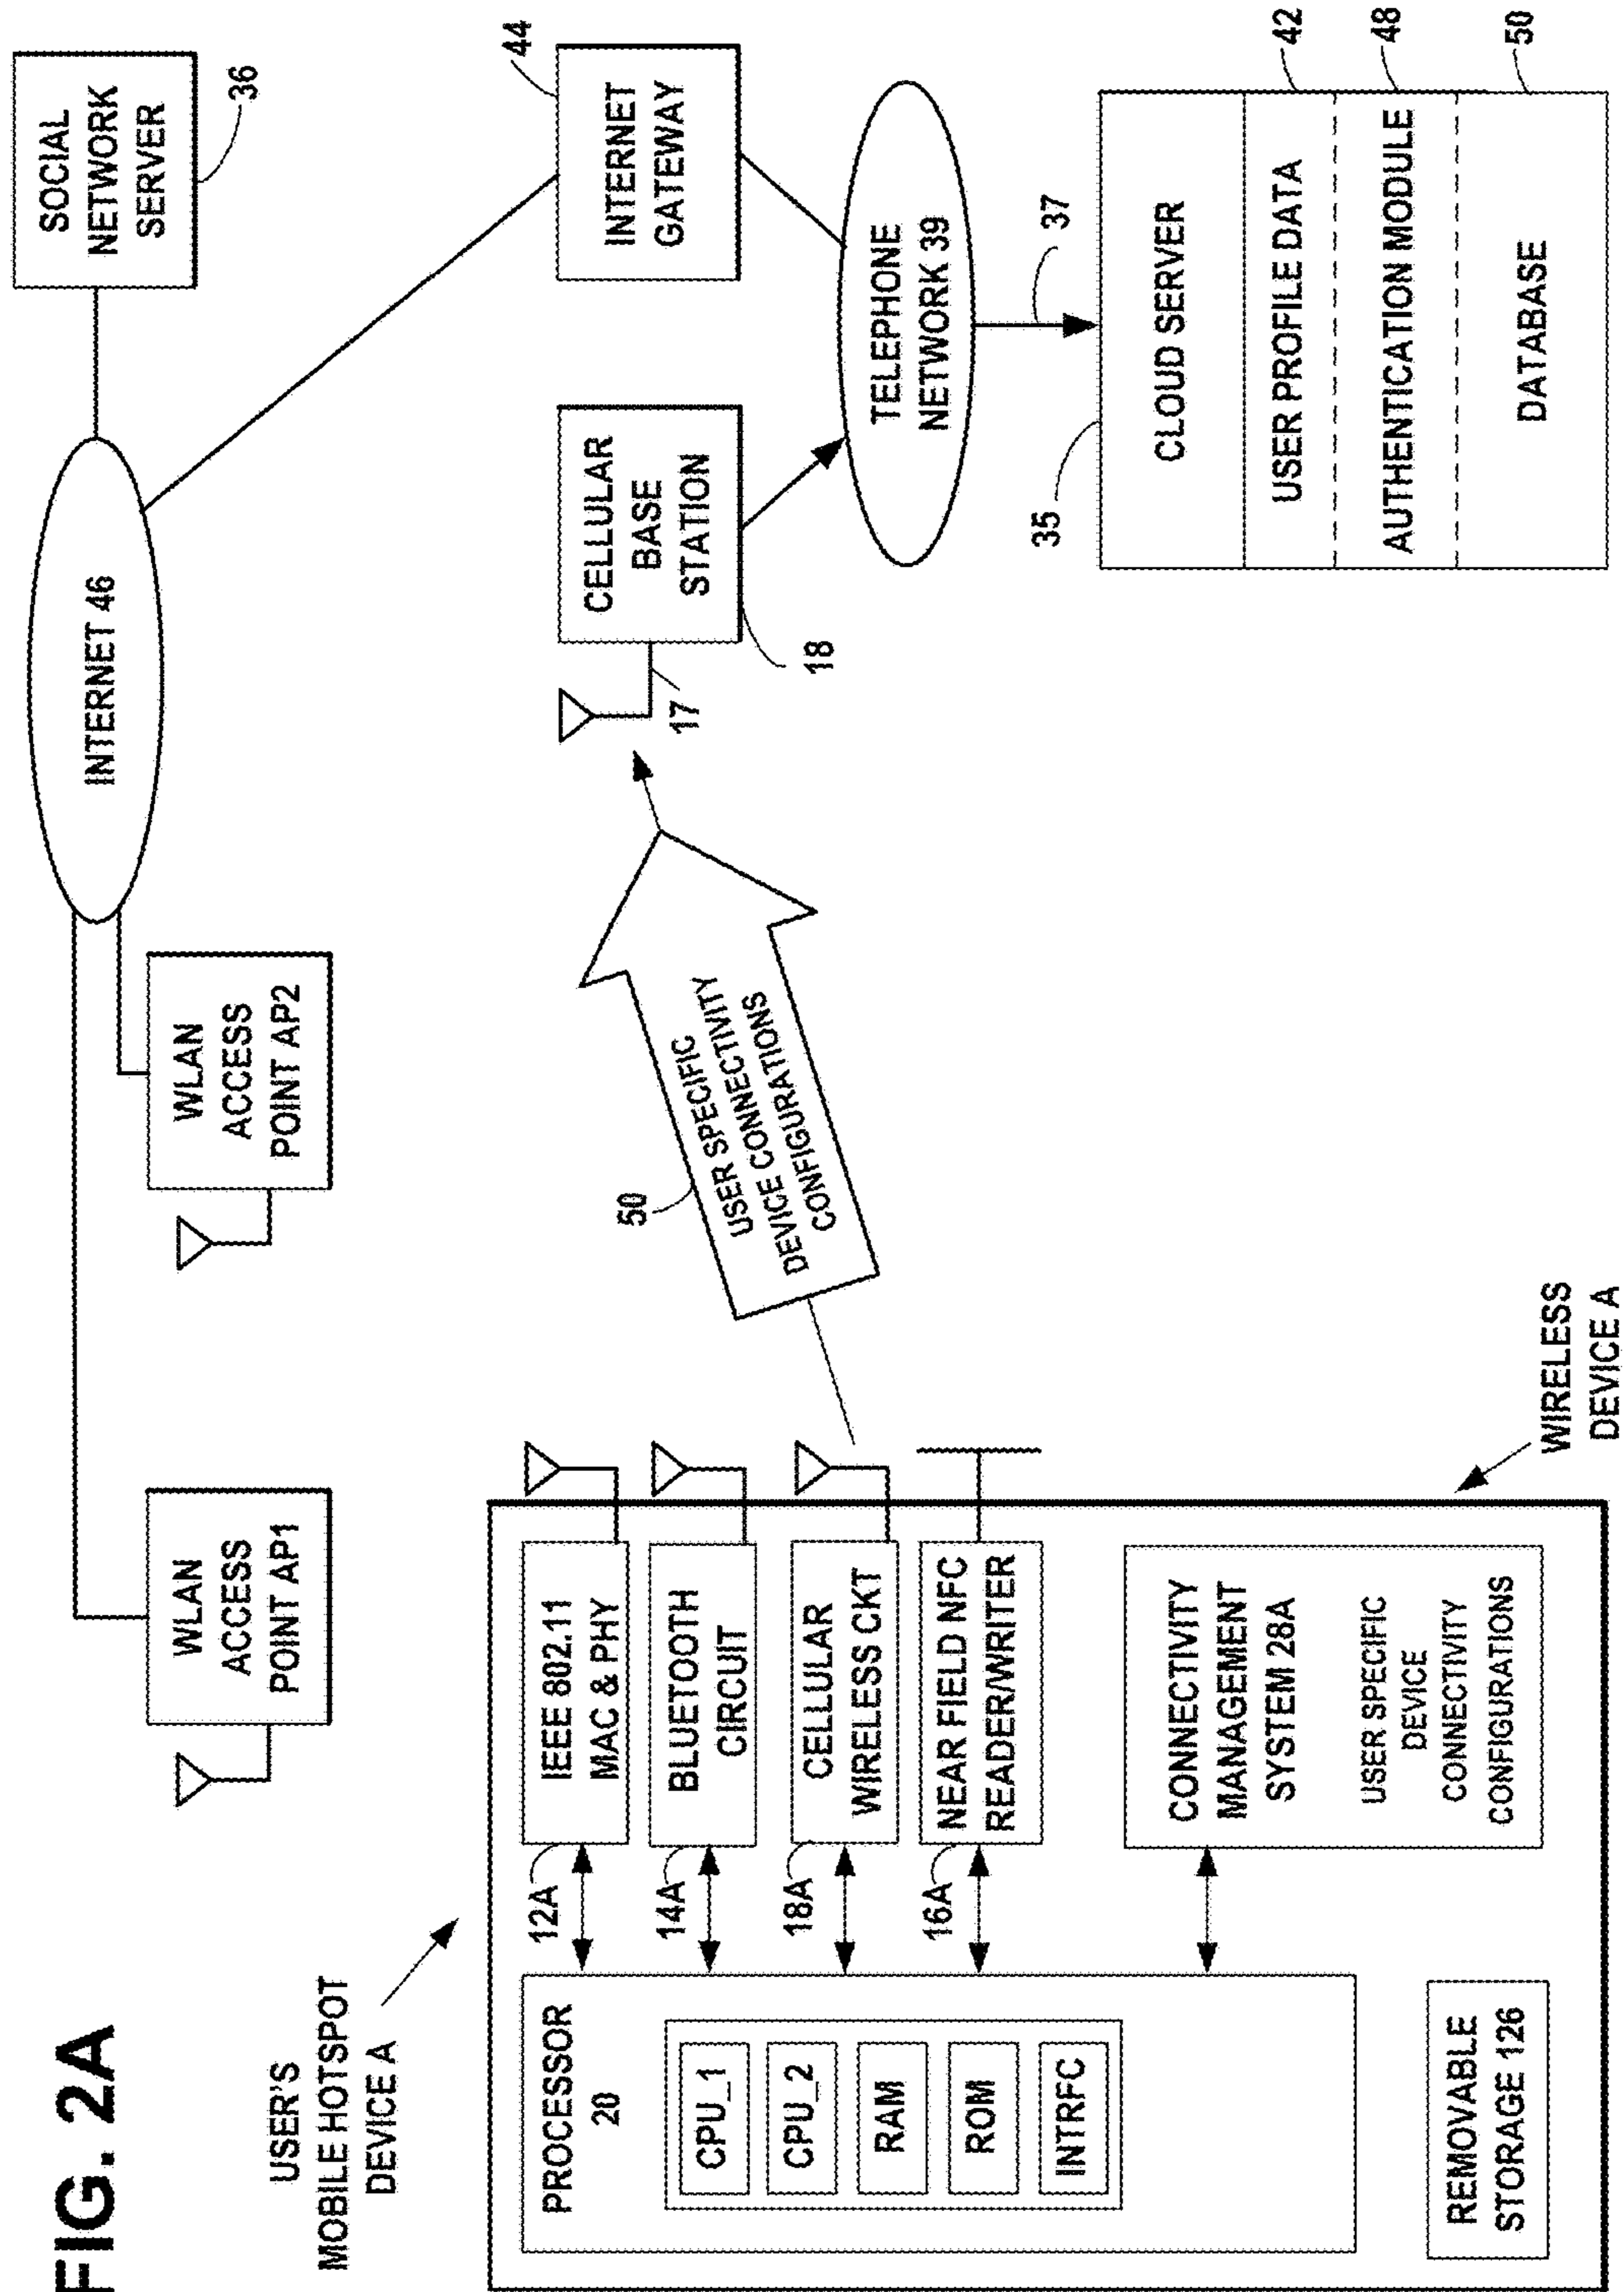 FIG. 2A
USER'S
MOBILE HOTSPOT
DEVICE A
WLAN
ACCESS
POINT AP1
WLAN
ACCESS
POINT AP2
INTERNET 46
SOCIAL
NETWORK
SERVER
36
PROCESSOR
20
CPU_1
CPU_2
RAM
ROM
INTRFC
REMOVABLE
STORAGE 126
12A
IEEE 802.11
MAC & PHY
14A
BLUETOOTH
CIRCUIT
18A
CELLULAR
WIRELESS CKT
16A
NEAR FIELD NFC
READER/WRITER
CONNECTIVITY
MANAGEMENT
SYSTEM 28A
USER SPECIFIC
DEVICE
CONNECTIVITY
CONFIGURATIONS
WIRELESS
DEVICE A
50
USER SPECIFIC
USER CONNECTIVITY
DEVICE CONNECTIONS
CONFIGURATION
17
CELLULAR
BASE
STATION
18
44
INTERNET
GATEWAY
TELEPHONE
NETWORK 39
37
35
CLOUD SERVER
USER PROFILE DATA
42
AUTHENTICATION MODULE
48
DATABASE
50